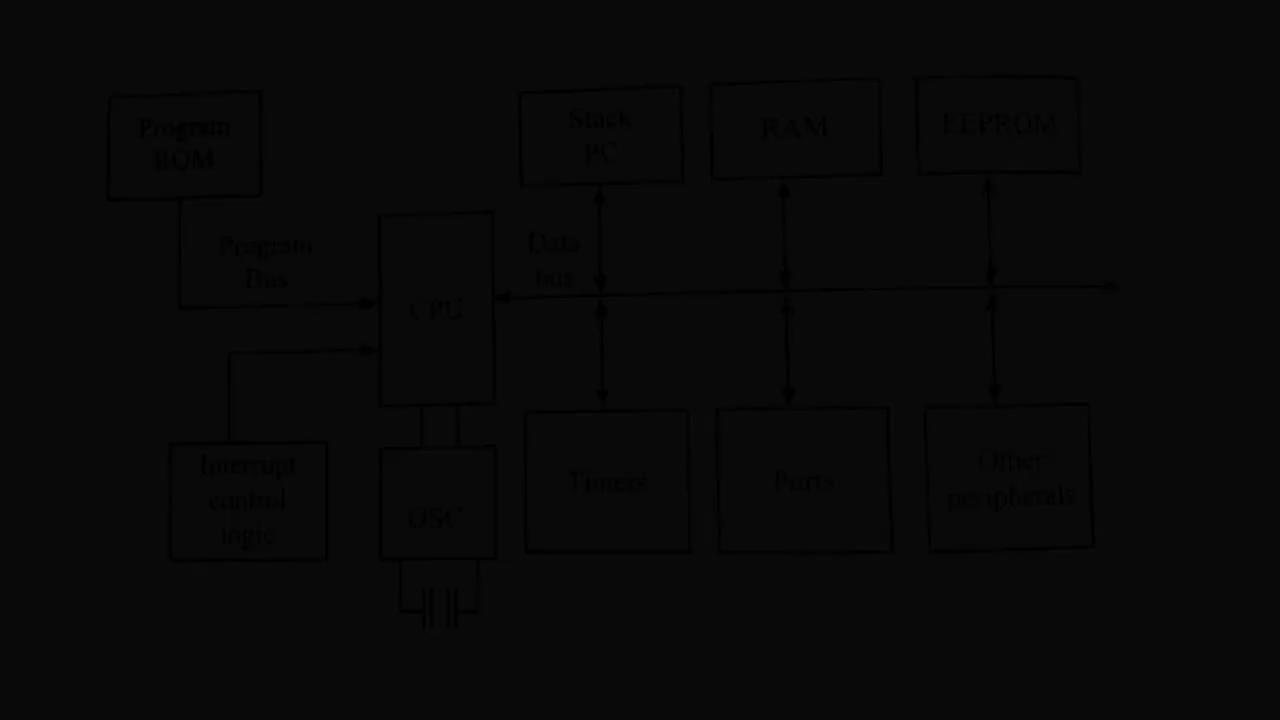 Program
ROM
Stack
PC
RAM
EEPROM
Program
Bus
CPU
Data
bus
Interrupt
control
logic
OSC
Timers
Ports
Other
peripherals